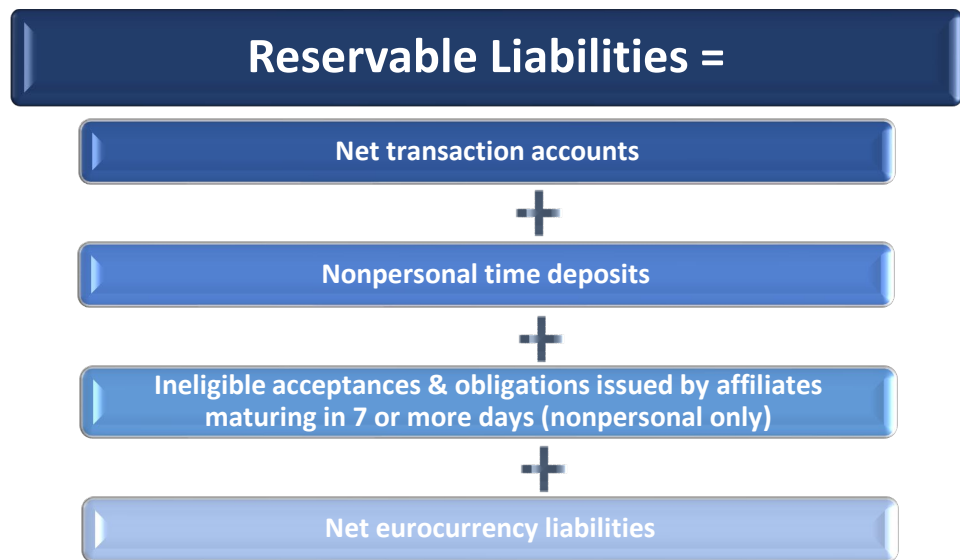 Reservable Liabilities =
Net transaction accounts
+
Nonpersonal time deposits
+
Ineligible acceptances & obligations issued by affiliates
maturing in 7 or more days (nonpersonal only)
+
Net eurocurrency liabilities